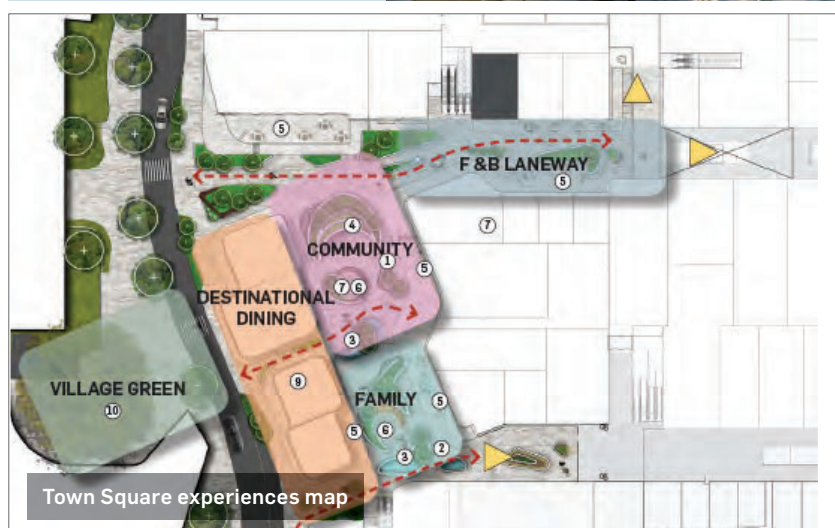 5
F &B LANEWAY
5
4
7
COMMUNITY
1
5
7 6
DESTINATIONAL
DINING
3
9
VILLAGE GREEN
10
FAMILY
5
5
6
2
3
Town Square experiences map